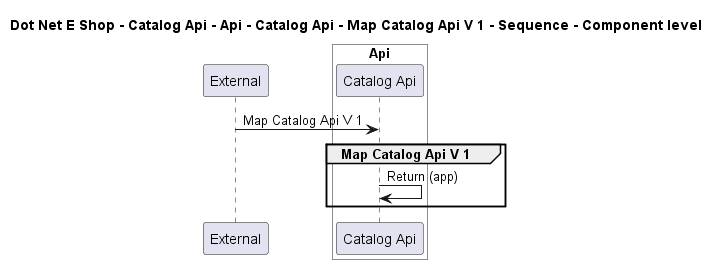 Dot Net E Shop - Catalog Api - Api - Catalog Api - Map Catalog Api V 1 - Sequence - Component level
Api
External
Catalog Api
Map Catalog Api V 1
Map Catalog Api V 1
Return (app)
External
Catalog Api